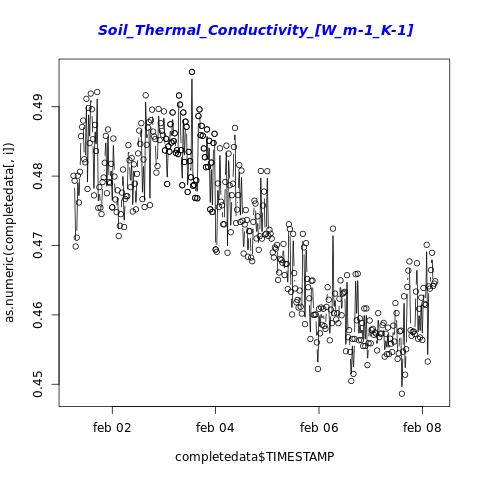 Soil_Thermal_Conductivity_[W_m-1_K-1]
as.numeric(completedata[, i])
0.49
0.48
0.47
0.46
0.45
feb 02 feb 04 feb 06 feb 08
completedata$TIMESTAMP